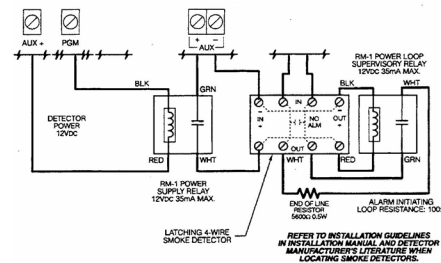 AUX +
PGM
+ −
AUX
RM-1 POWER LOOP
SUPERVISORY RELAY
12VDC 35mA MAX.
BLK
GRN
BLK
WHT
DETECTOR
POWER
12VDC
IN
+
IN
−
NO
ALM
OUT
+
OUT
RED
WHT
WHT
RED
GRN
RM-1 POWER
SUPPLY RELAY
12VDC 35mA MAX.
END OF LINE
RESISTOR
5600Ω 0.5W
ALARM INITIATING
LOOP RESISTANCE: 100
LATCHING 4-WIRE
SMOKE DETECTOR
REFER TO INSTALLATION GUIDELINES
IN INSTALLATION MANUAL AND DETECTOR
MANUFACTURER'S LITERATURE WHEN
LOCATING SMOKE DETECTORS.